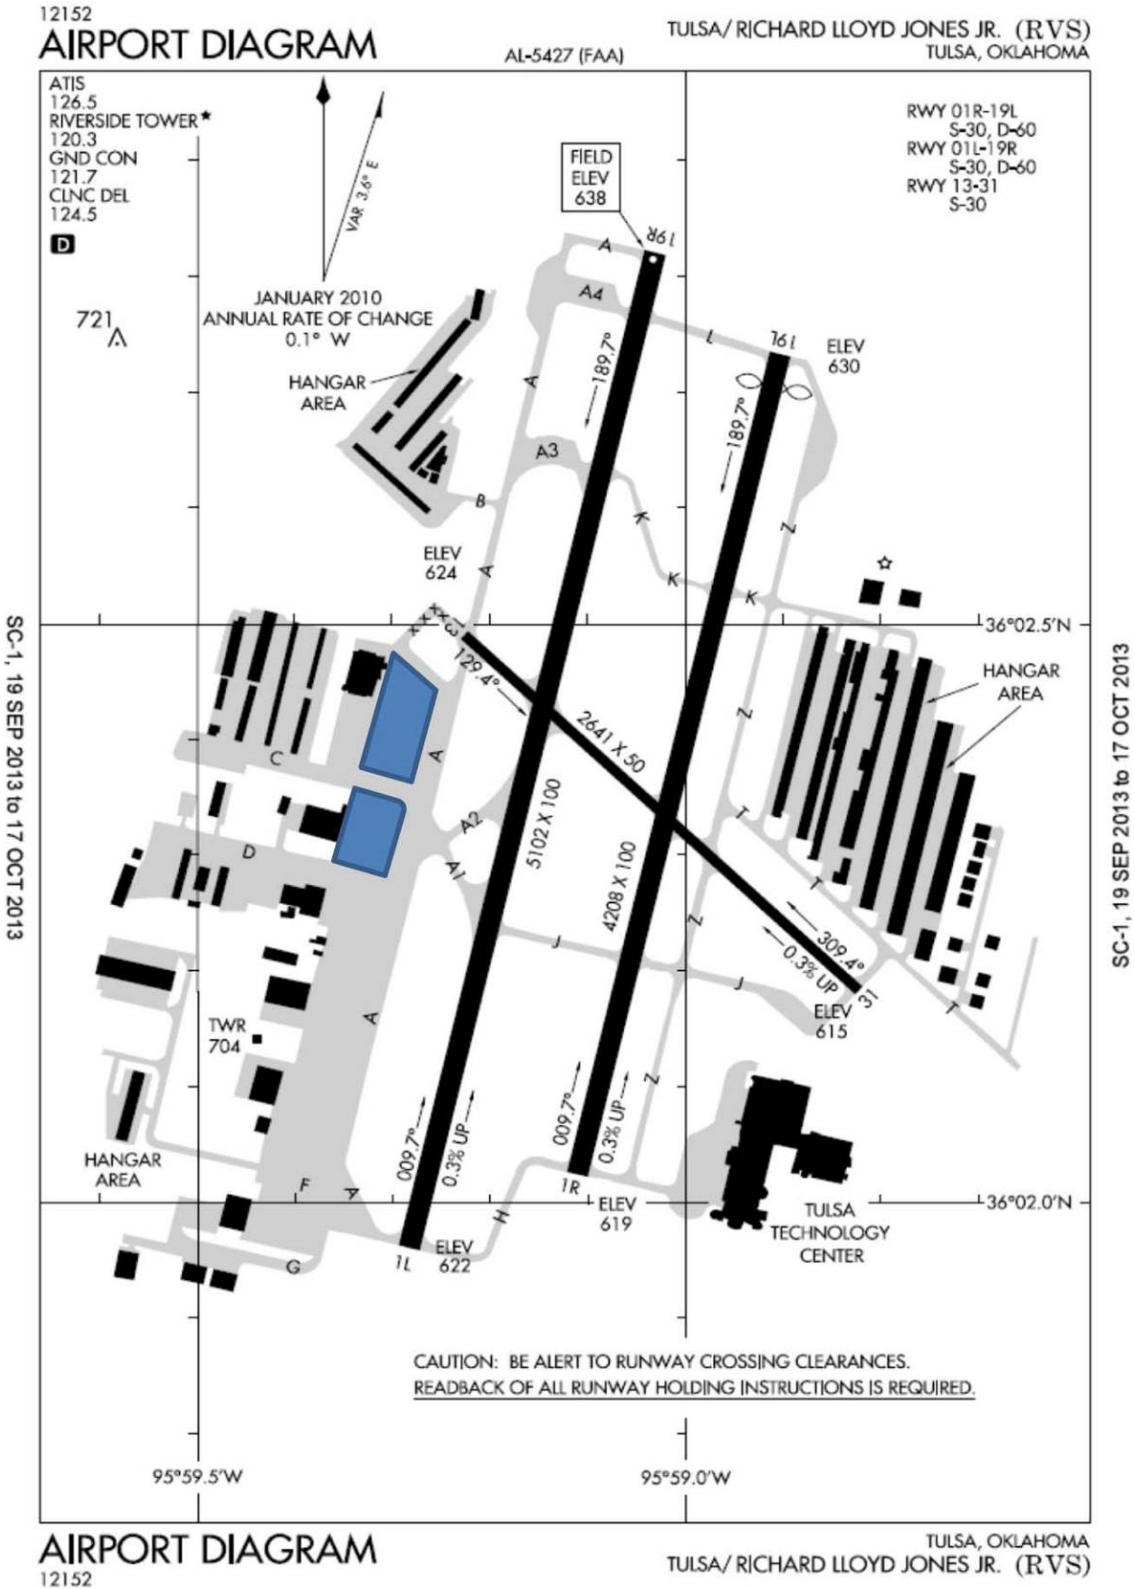 12152
AIRPORT DIAGRAM
AL-5427 (FAA)
TULSA/ RICHARD LLOYD JONES JR. (RVS)
TULSA, OKLAHOMA
ATIS
126.5
RIVERSIDE TOWER★
120.3
GND CON
121.7
CLNC DEL
124.5
D
RWY 01R-19L
S-30, D-60
RWY 01L-19R
S-30, D-60
RWY 13-31
S-30
VAR 3.6° E
JANUARY 2010
ANNUAL RATE OF CHANGE
0.1° W
FIELD
ELEV
638
721
HANGAR
AREA
19R
A
A4
L
19L
ELEV
630
189.7°
189.7°
A
A3
B
K
Z
ELEV
624
A
K
K
36°02.5'N
13
129.4°
2641 X 50
HANGAR
AREA
Z
C
A
A2
T
5102 X 100
4208 X 100
D
A1
T
Z
J
309.4°
0.3% UP
J
31
ELEV
615
T
TWR
704
A
Z
009.7°
0.3% UP
009.7°
0.3% UP
HANGAR
AREA
F
A
H
1R
ELEV
619
36°02.0'N
TULSA
TECHNOLOGY
CENTER
G
1L
ELEV
622
CAUTION: BE ALERT TO RUNWAY CROSSING CLEARANCES.
READBACK OF ALL RUNWAY HOLDING INSTRUCTIONS IS REQUIRED.
95°59.5'W
95°59.0'W
SC-1, 19 SEP 2013 to 17 OCT 2013
SC-1, 19 SEP 2013 to 17 OCT 2013
AIRPORT DIAGRAM
12152
TULSA, OKLAHOMA
TULSA/ RICHARD LLOYD JONES JR. (RVS)